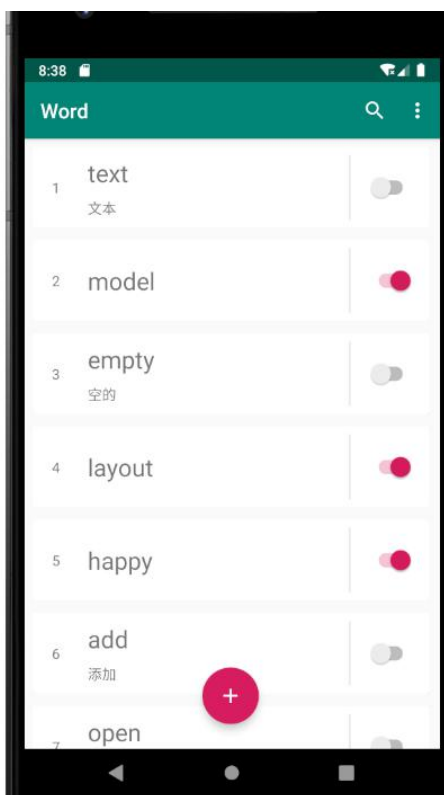 8:38
Word
1
text
文本
2
model
3
empty
空的
4
layout
5
happy
6
add
添加
7
open